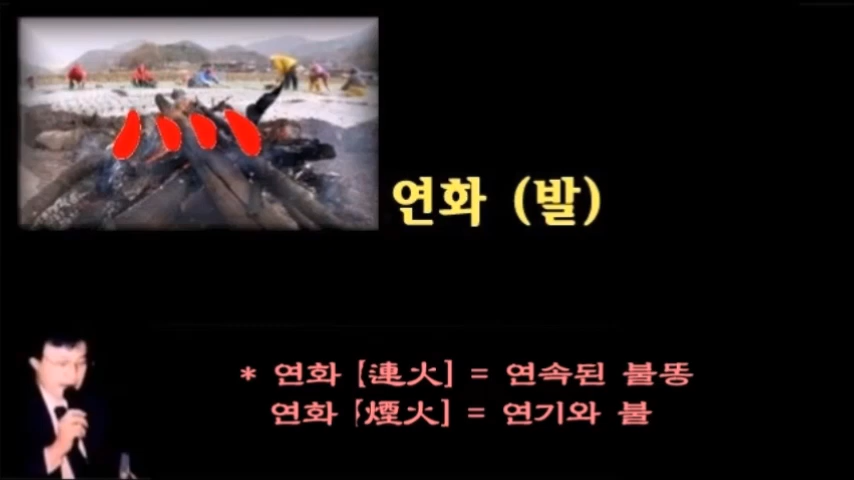 연화 (발)
* 연화 [連火] = 연속된 불똥
연화 [煙火] = 연기와 불